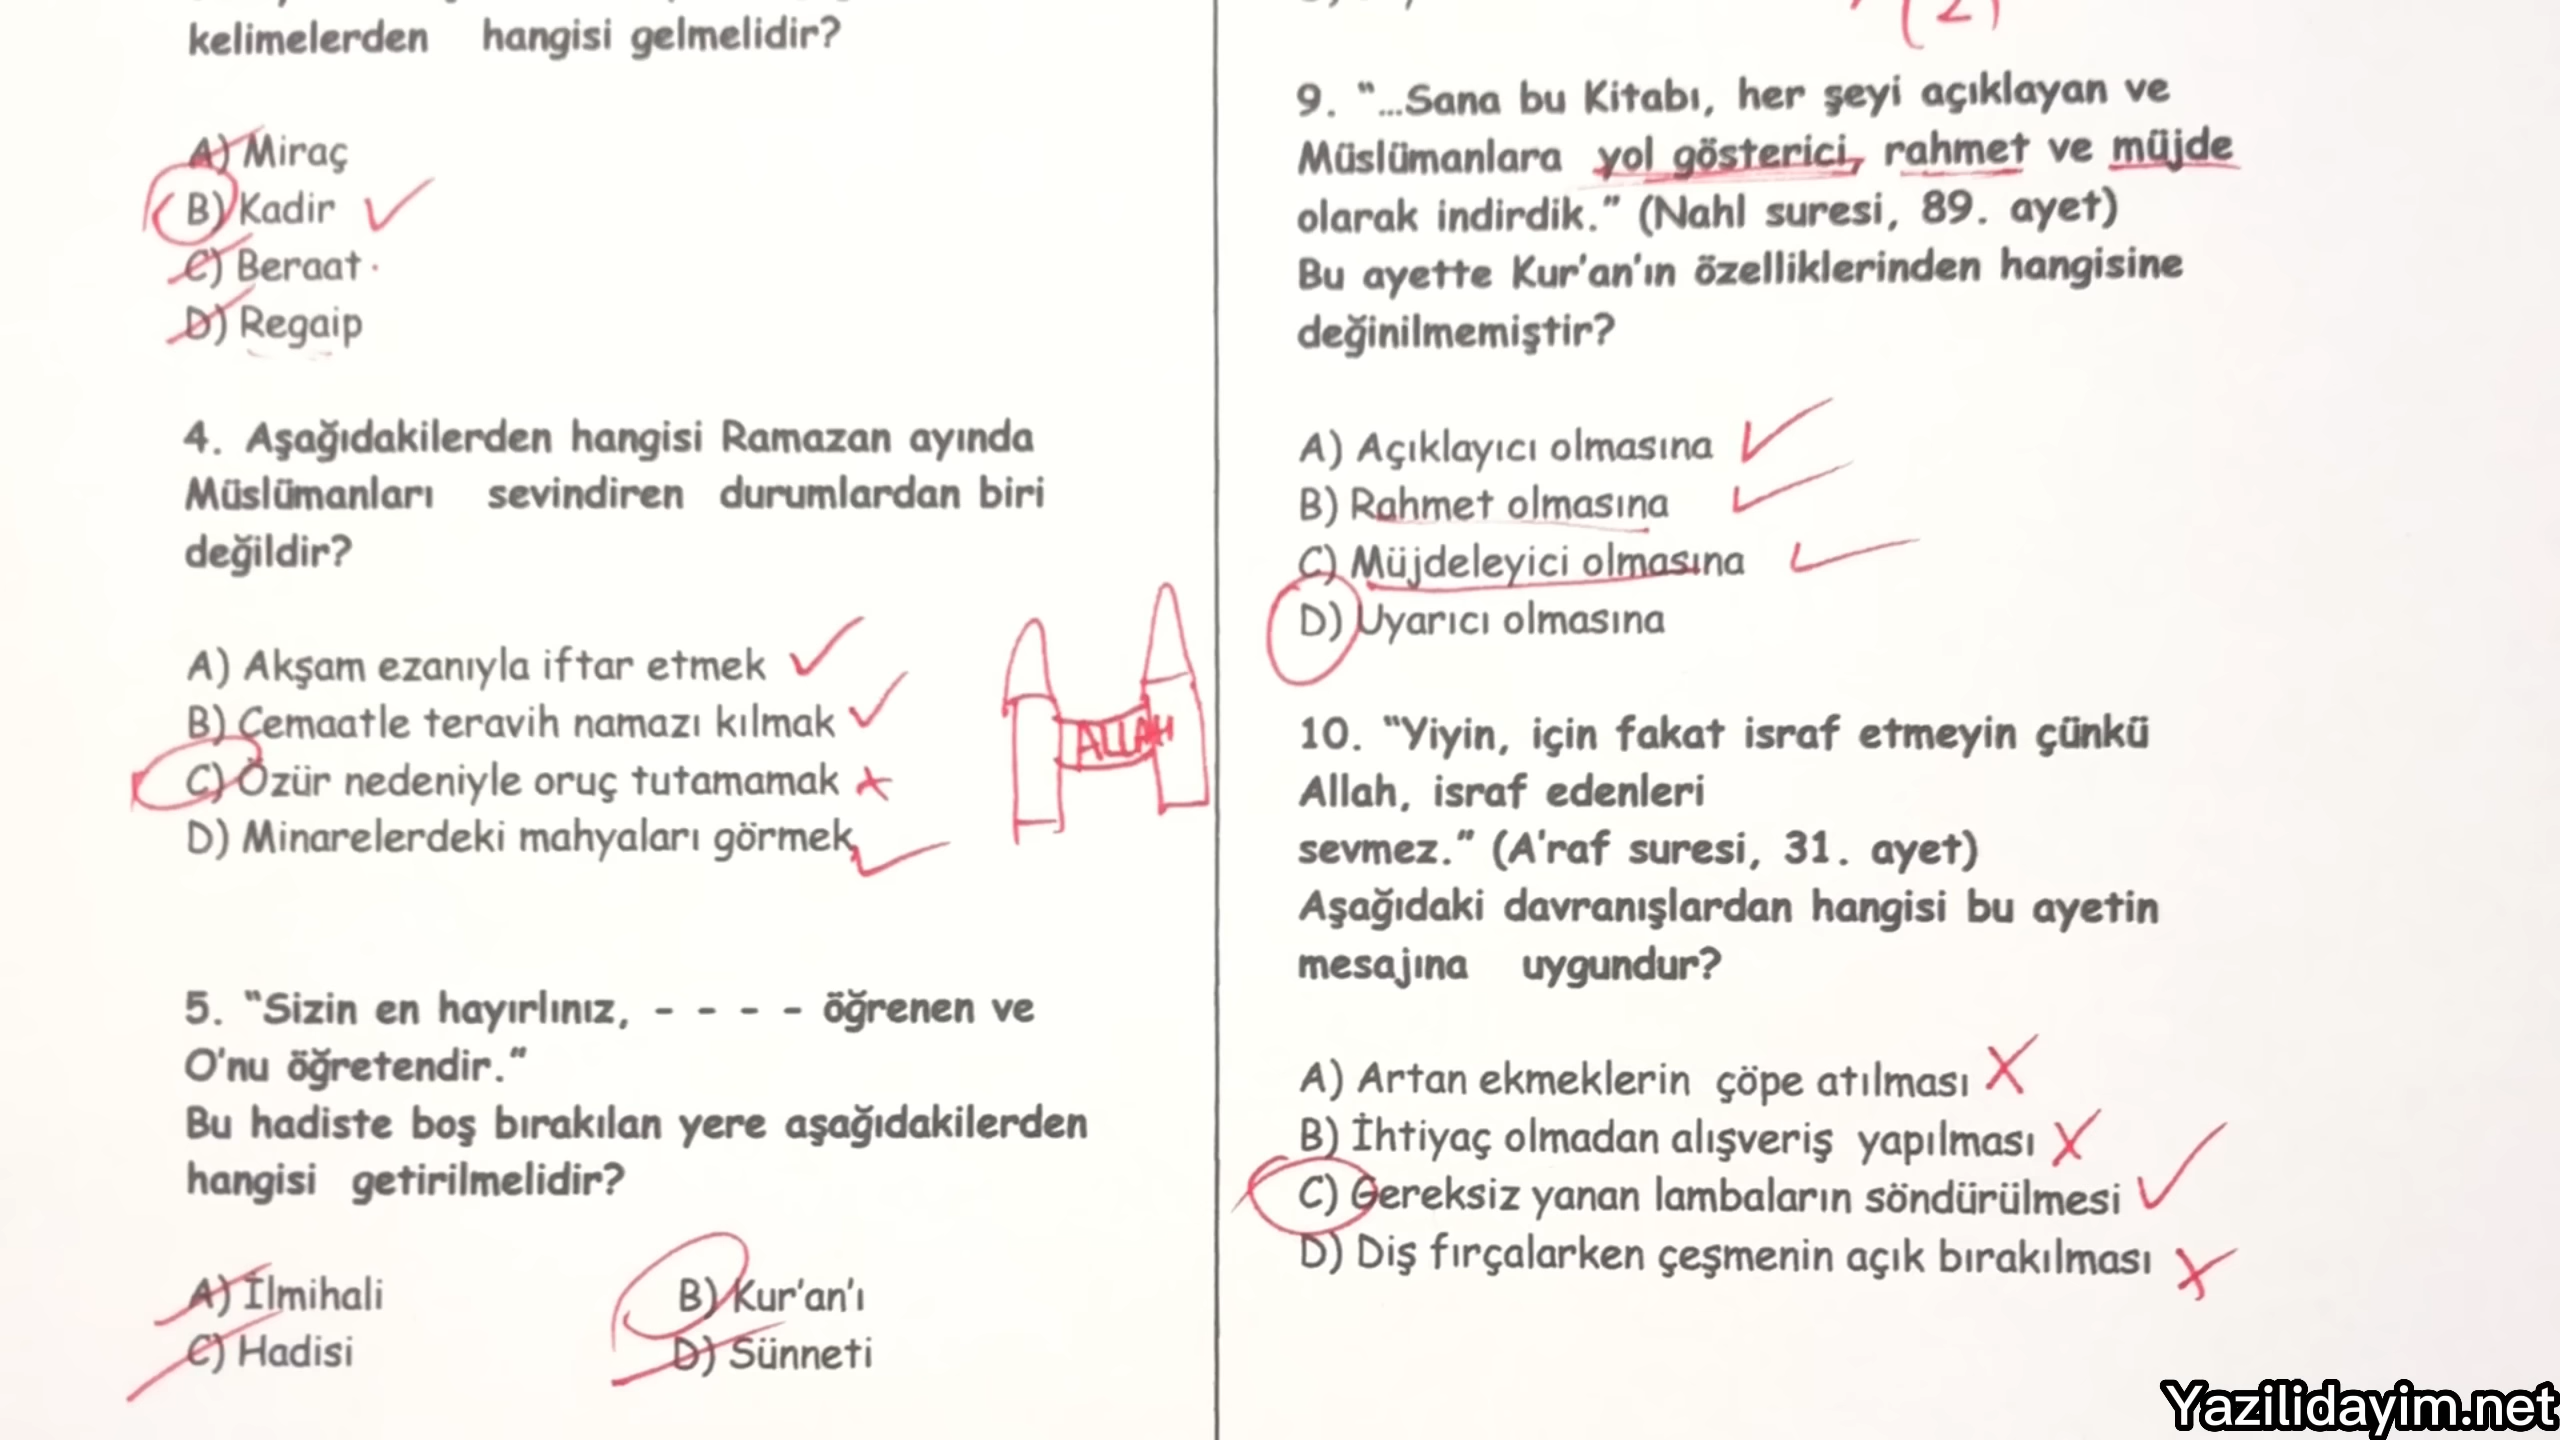 kelimelerden hangisi gelmelidir?
A) Miraç
B) Kadir
C) Beraat
D) Regaip
4. Aşağıdakilerden hangisi Ramazan ayında
Müslümanları sevindiren durumlardan biri
değildir?
A) Akşam ezanıyla iftar etmek
B) Cemaatle teravih namazı kılmak
C) Özür nedeniyle oruç tutamamak
D) Minarelerdeki mahyaları görmek
ALLAH
5. “Sizin en hayırlınız, - - - - öğrenen ve
O'nu öğretendir.”
Bu hadiste boş bırakılan yere aşağıdakilerden
hangisi getirilmelidir?
A) İlmihali B) Kur'an'ı
C) Hadisi D) Sünneti
(2)
9. “…Sana bu Kitabı, her şeyi açıklayan ve
Müslümanlara yol gösterici, rahmet ve müjde
olarak indirdik.” (Nahl suresi, 89. ayet)
Bu ayette Kur'an'ın özelliklerinden hangisine
değinilmemiştir?
A) Açıklayıcı olmasına
B) Rahmet olmasına
C) Müjdeleyici olmasına
D) Uyarıcı olmasına
10. “Yiyin, için fakat israf etmeyin çünkü
Allah, israf edenleri
sevmez.” (A'raf suresi, 31. ayet)
Aşağıdaki davranışlardan hangisi bu ayetin
mesajına uygundur?
A) Artan ekmeklerin çöpe atılması
B) İhtiyaç olmadan alışveriş yapılması
C) Gereksiz yanan lambaların söndürülmesi
D) Diş fırçalarken çeşmenin açık bırakılması
Yazilidayim.net